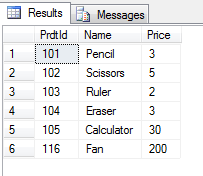 Results Messages
PrdtId Name Price
1 101 Pencil 3
2 102 Scissors 5
3 103 Ruler 2
4 104 Eraser 3
5 105 Calculator 30
6 116 Fan 200